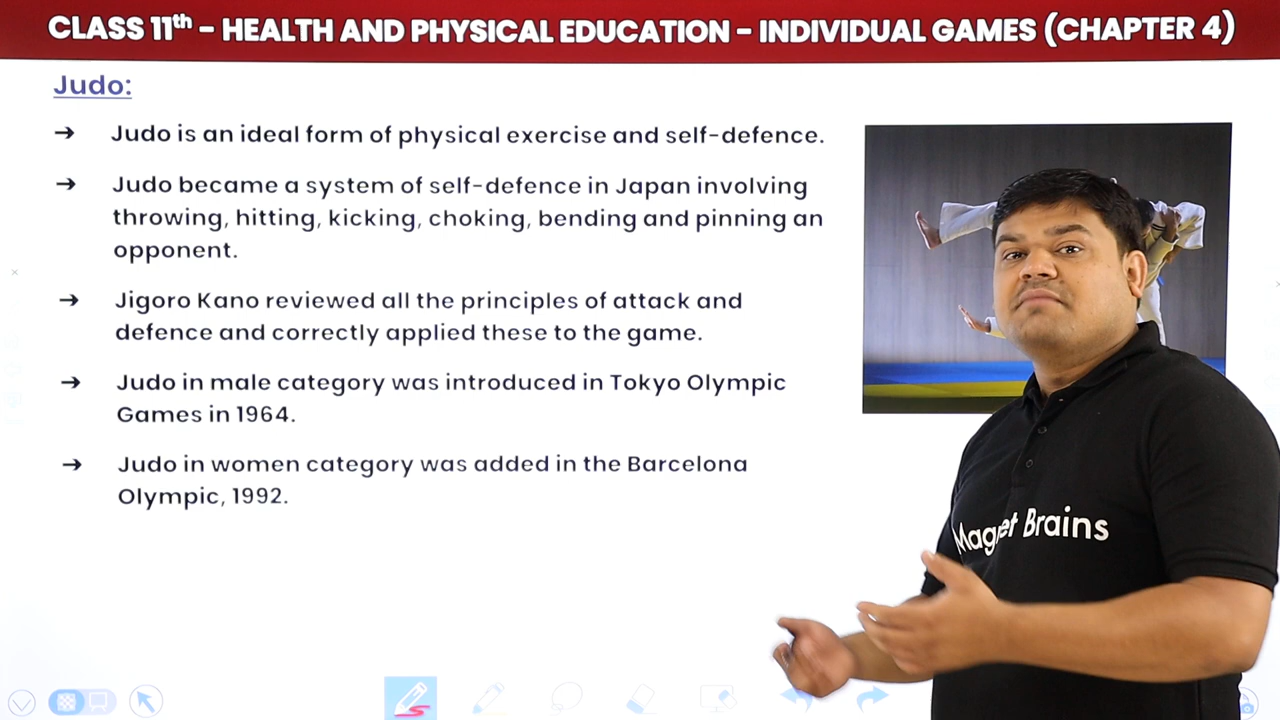 CLASS 11th – HEALTH AND PHYSICAL EDUCATION – INDIVIDUAL GAMES (CHAPTER 4)
Judo:
➔ Judo is an ideal form of physical exercise and self-defence.
➔ Judo became a system of self-defence in Japan involving
throwing, hitting, kicking, choking, bending and pinning an
opponent.
➔ Jigoro Kano reviewed all the principles of attack and
defence and correctly applied these to the game.
➔ Judo in male category was introduced in Tokyo Olympic
Games in 1964.
➔ Judo in women category was added in the Barcelona
Olympic, 1992.
Magnet Brains